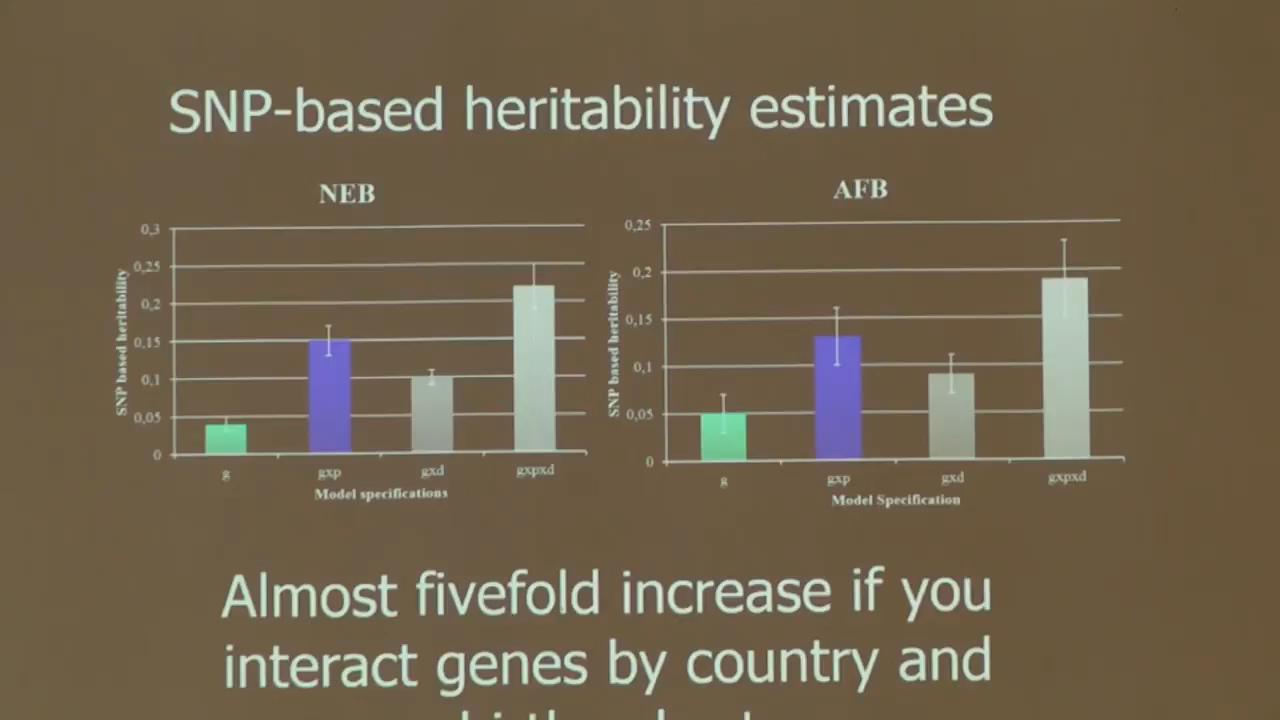 SNP-based heritability estimates
NEB
SNP based heritability
0,3
0,25
0,2
0,15
0,1
0,05
0
g gxp gxd gxpxd
Model specifications
AFB
SNP based heritability
0,25
0,2
0,15
0,1
0,05
0
g gxp gxd gxpxd
Model Specification
Almost fivefold increase if you
interact genes by country and